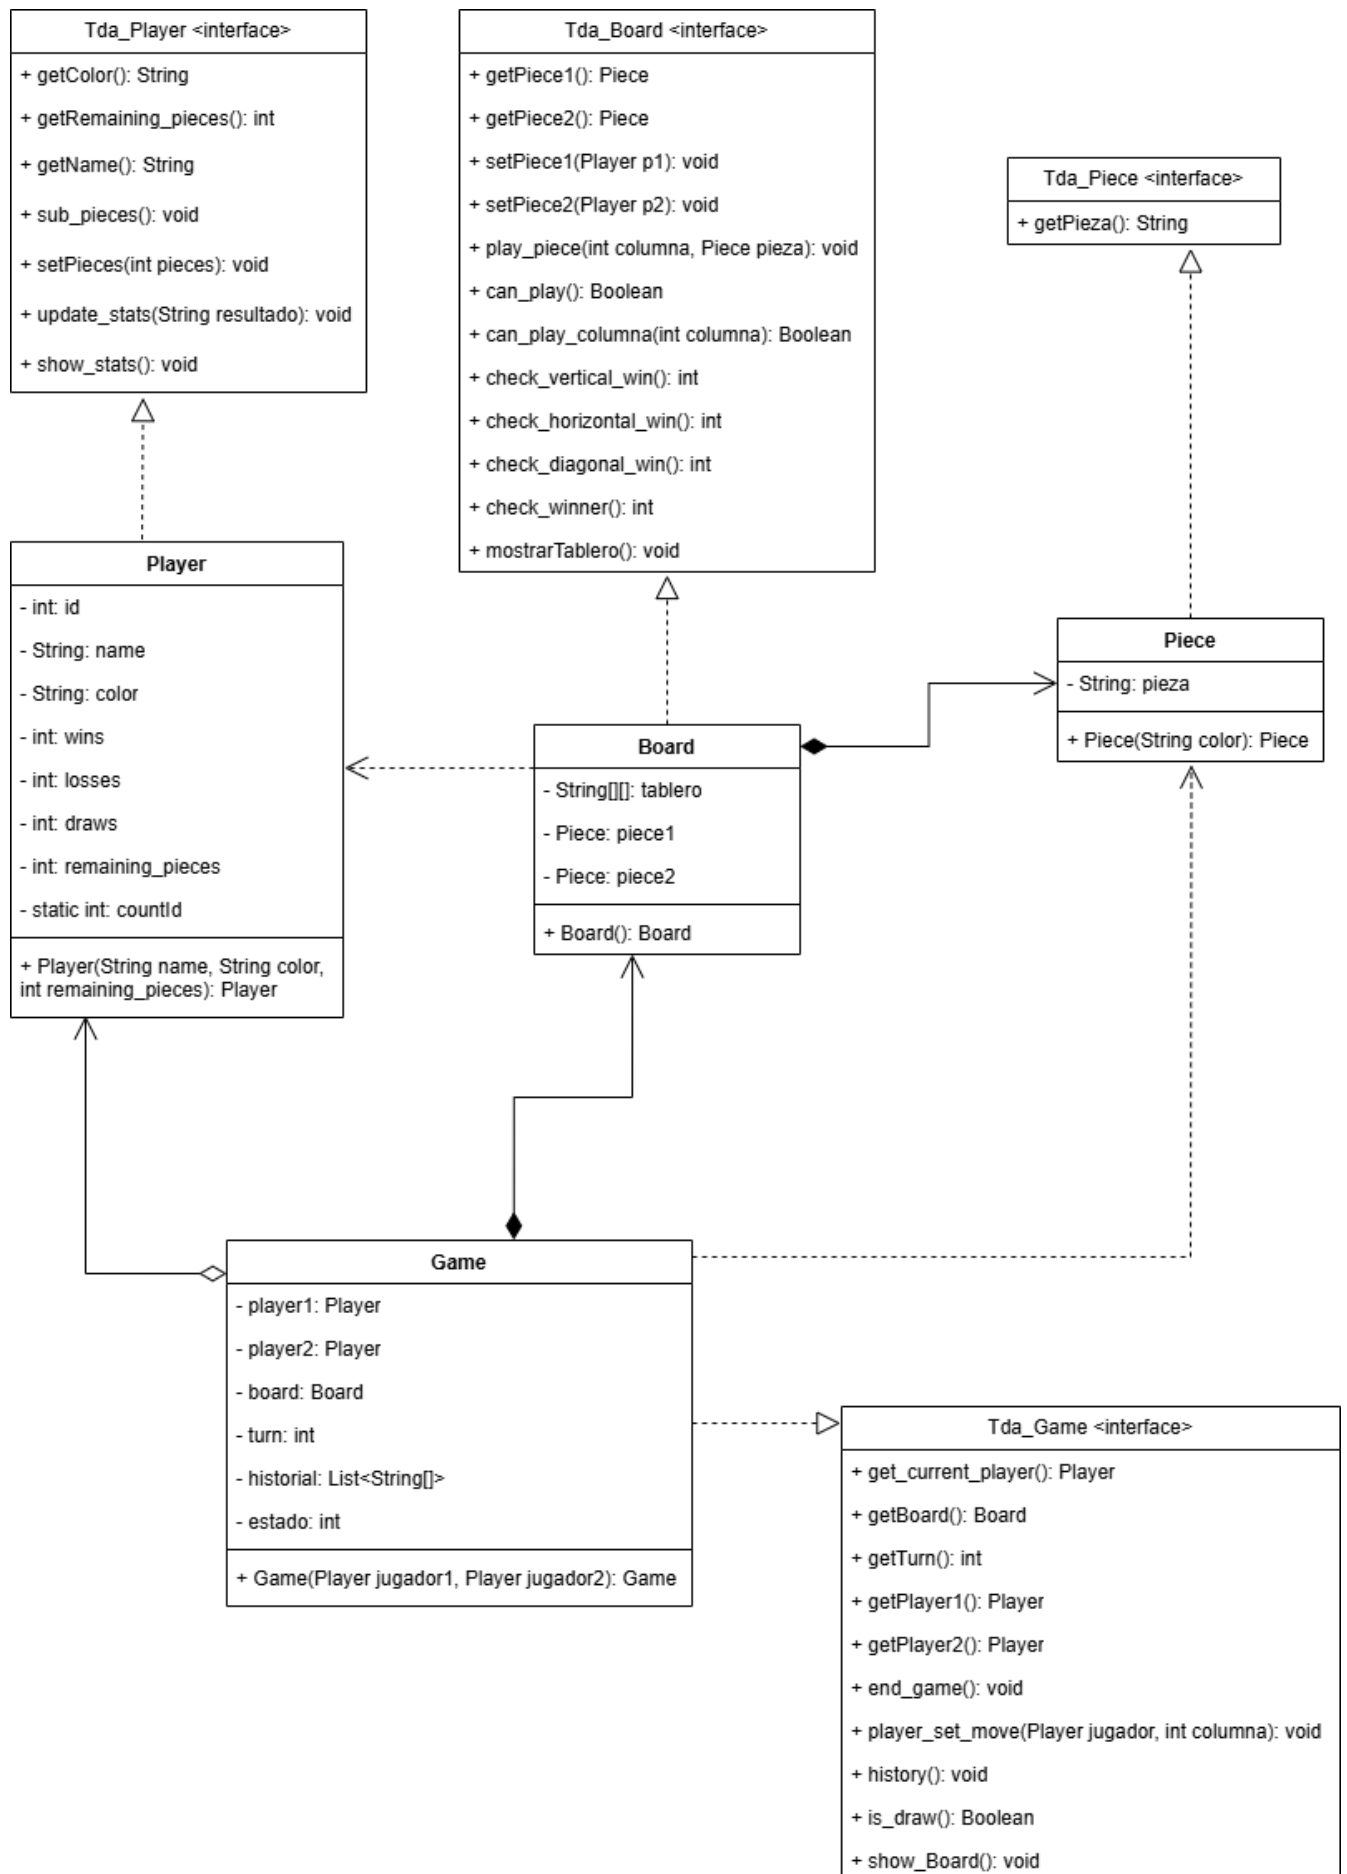 Tda_Player <interface>
+ getColor(): String
+ getRemaining_pieces(): int
+ getName(): String
+ sub_pieces(): void
+ setPieces(int pieces): void
+ update_stats(String resultado): void
+ show_stats(): void
Tda_Board <interface>
+ getPiece1(): Piece
+ getPiece2(): Piece
+ setPiece1(Player p1): void
+ setPiece2(Player p2): void
+ play_piece(int columna, Piece pieza): void
+ can_play(): Boolean
+ can_play_columna(int columna): Boolean
+ check_vertical_win(): int
+ check_horizontal_win(): int
+ check_diagonal_win(): int
+ check_winner(): int
+ mostrarTablero(): void
Tda_Piece <interface>
+ getPieza(): String
Player
- int: id
- String: name
- String: color
- int: wins
- int: losses
- int: draws
- int: remaining_pieces
- static int: countId
+ Player(String name, String color,
int remaining_pieces): Player
Board
- String[][]: tablero
- Piece: piece1
- Piece: piece2
+ Board(): Board
Piece
- String: pieza
+ Piece(String color): Piece
Game
- player1: Player
- player2: Player
- board: Board
- turn: int
- historial: List<String[]>
- estado: int
+ Game(Player jugador1, Player jugador2): Game
Tda_Game <interface>
+ get_current_player(): Player
+ getBoard(): Board
+ getTurn(): int
+ getPlayer1(): Player
+ getPlayer2(): Player
+ end_game(): void
+ player_set_move(Player jugador, int columna): void
+ history(): void
+ is_draw(): Boolean
+ show_Board(): void